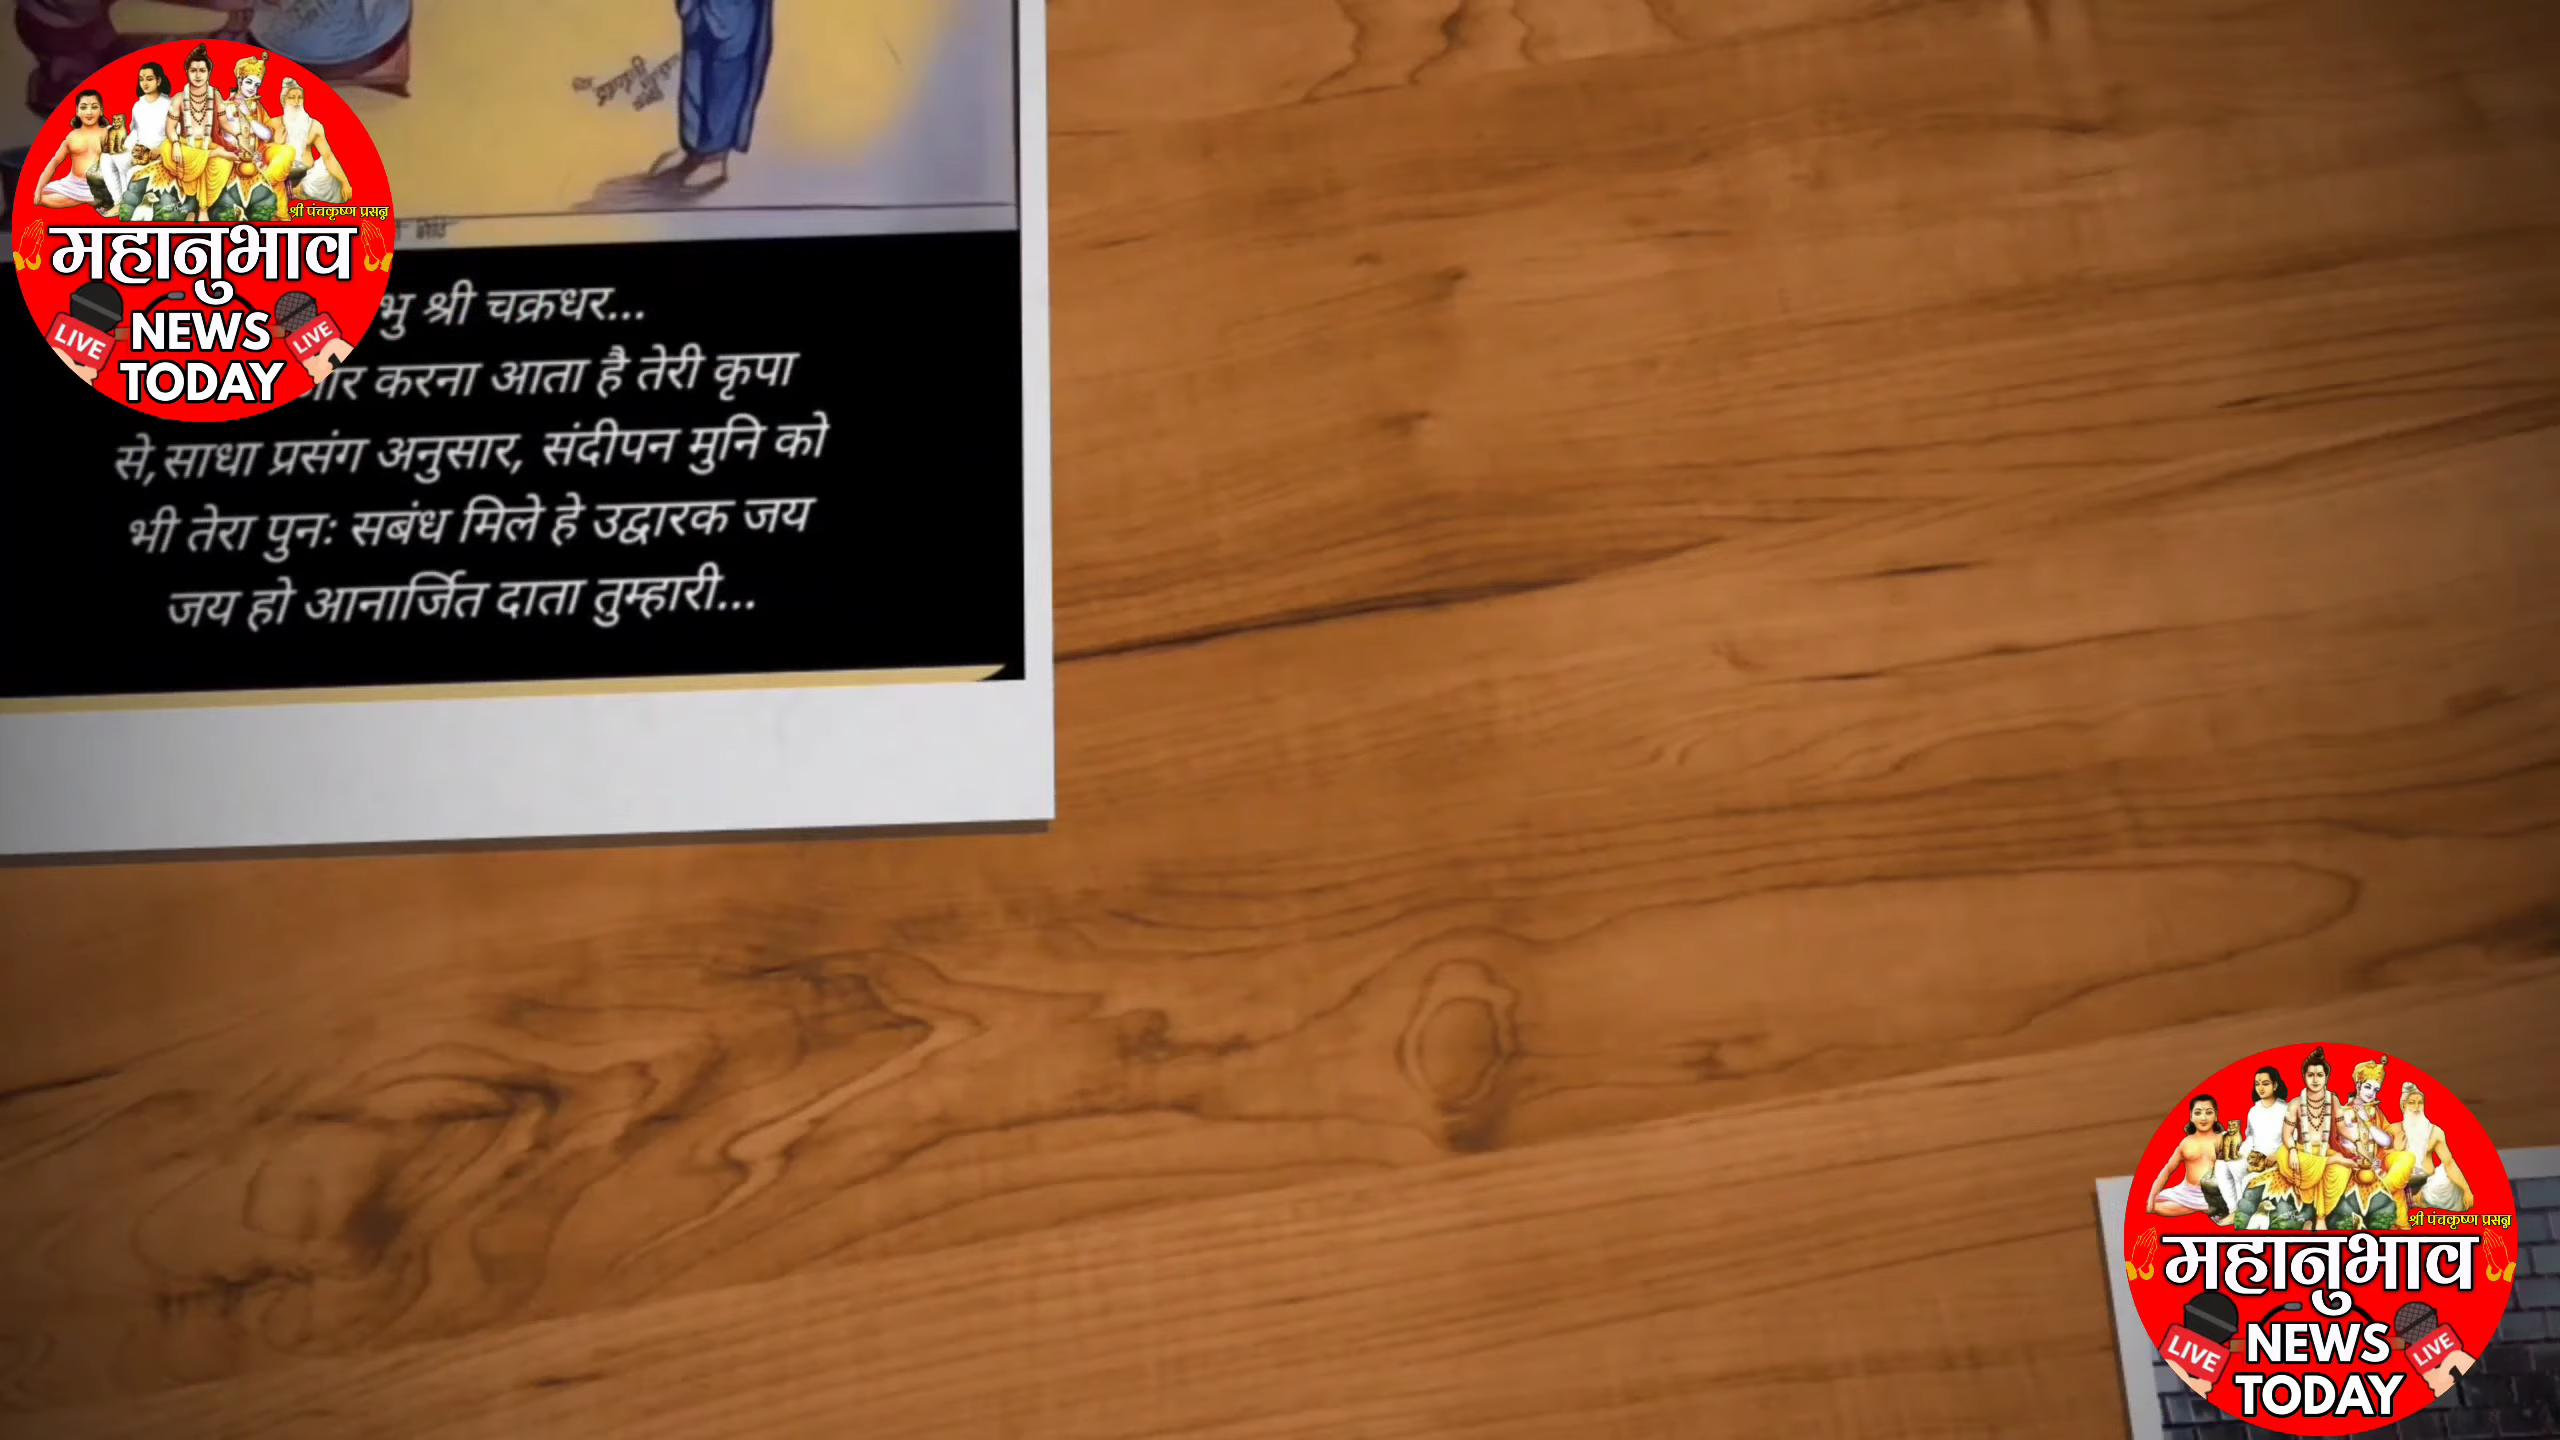 श्री पंचकृष्ण प्रसन्न
महानुभाव
LIVE
NEWS
LIVE
TODAY
श्री चक्रधर...
करना आता है तेरी कृपा
से,साधा प्रसंग अनुसार, संदीपन मुनि को
भी तेरा पुनः सबंध मिले हे उद्वारक जय
जय हो आनार्जित दाता तुम्हारी...
श्री पंचकृष्ण प्रसन्न
महानुभाव
LIVE
NEWS
LIVE
TODAY